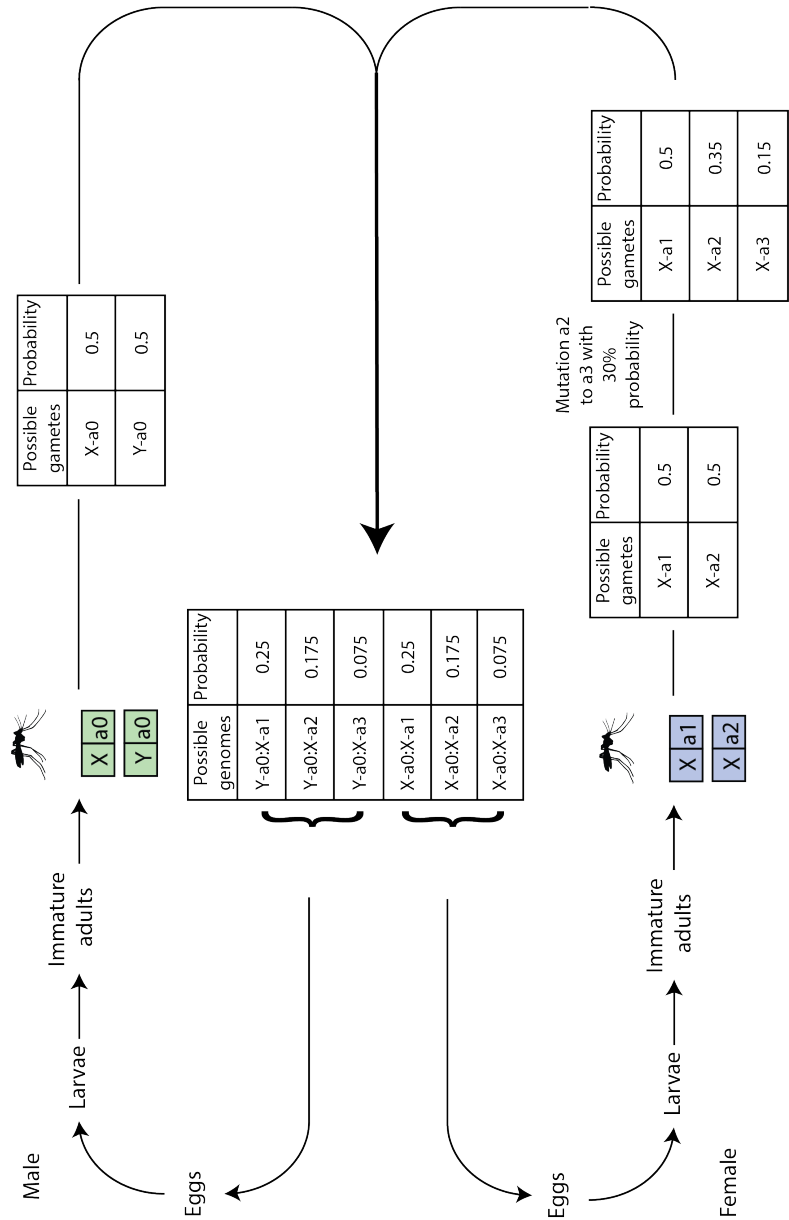 Male
Eggs
Larvae
Immature
adults
X a0
Y a0
Possible
gametes
Probability
X-a0 0.5
Y-a0 0.5
Possible
genomes
Probability
Y-a0:X-a1 0.25
Y-a0:X-a2 0.175
Y-a0:X-a3 0.075
X-a0:X-a1 0.25
X-a0:X-a2 0.175
X-a0:X-a3 0.075
Female
Eggs
Larvae
Immature
adults
X a1
X a2
Possible
gametes
Probability
X-a1 0.5
X-a2 0.5
Mutation a2
to a3 with
30%
probability
Possible
gametes
Probability
X-a1 0.5
X-a2 0.35
X-a3 0.15